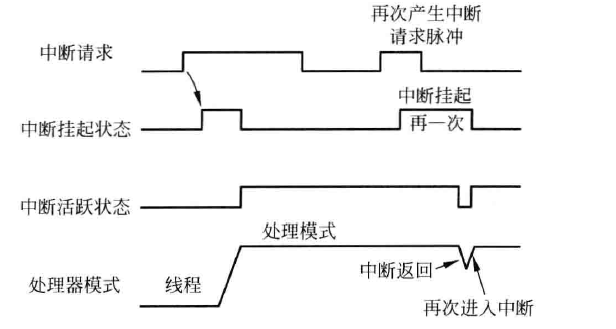 再次产生中断
请求脉冲
中断请求
中断挂起
中断挂起状态
再一次
中断活跃状态
处理模式
中断返回
处理器模式
线程
再次进入中断